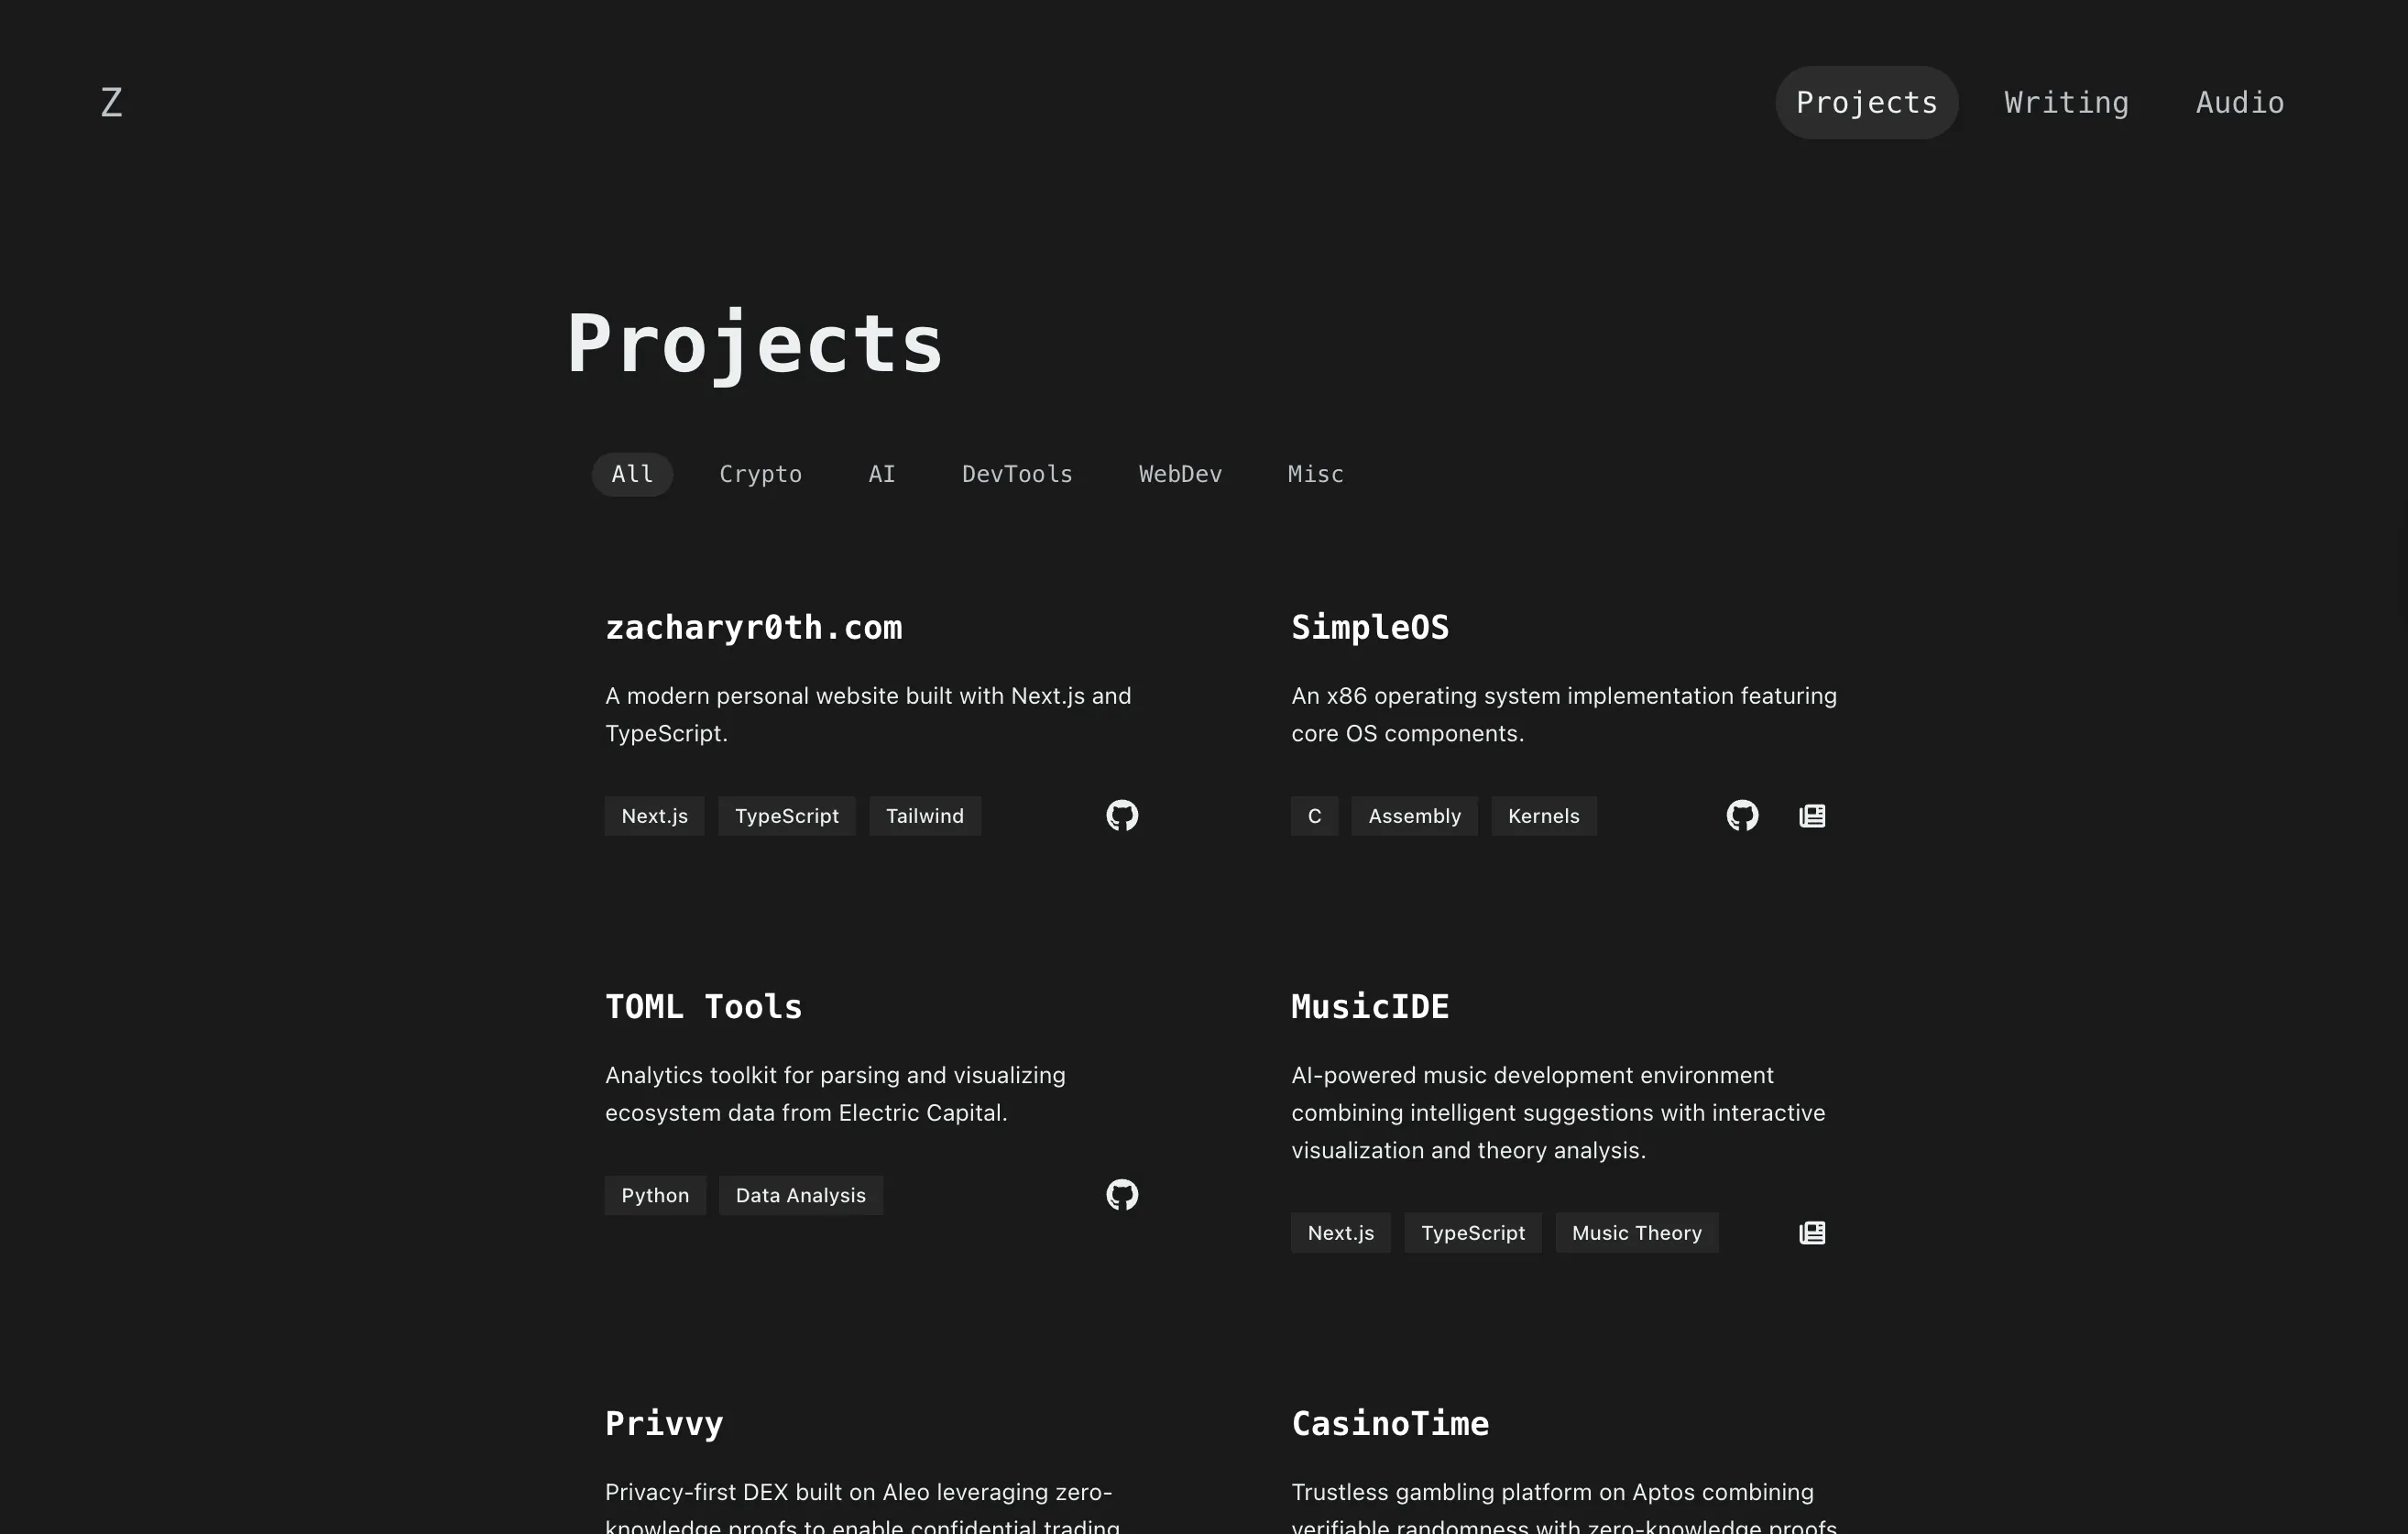 Z
Projects Writing Audio
Projects
All Crypto AI DevTools WebDev Misc
zacharyr0th.com
A modern personal website built with Next.js and
TypeScript.
Next.js TypeScript Tailwind
SimpleOS
An x86 operating system implementation featuring
core OS components.
C Assembly Kernels
TOML Tools
Analytics toolkit for parsing and visualizing
ecosystem data from Electric Capital.
Python Data Analysis
MusicIDE
AI-powered music development environment
combining intelligent suggestions with interactive
visualization and theory analysis.
Next.js TypeScript Music Theory
Privvy
Privacy-first DEX built on Aleo leveraging zero-
knowledge proofs to enable confidential trading
CasinoTime
Trustless gambling platform on Aptos combining
verifiable randomness with zero-knowledge proofs